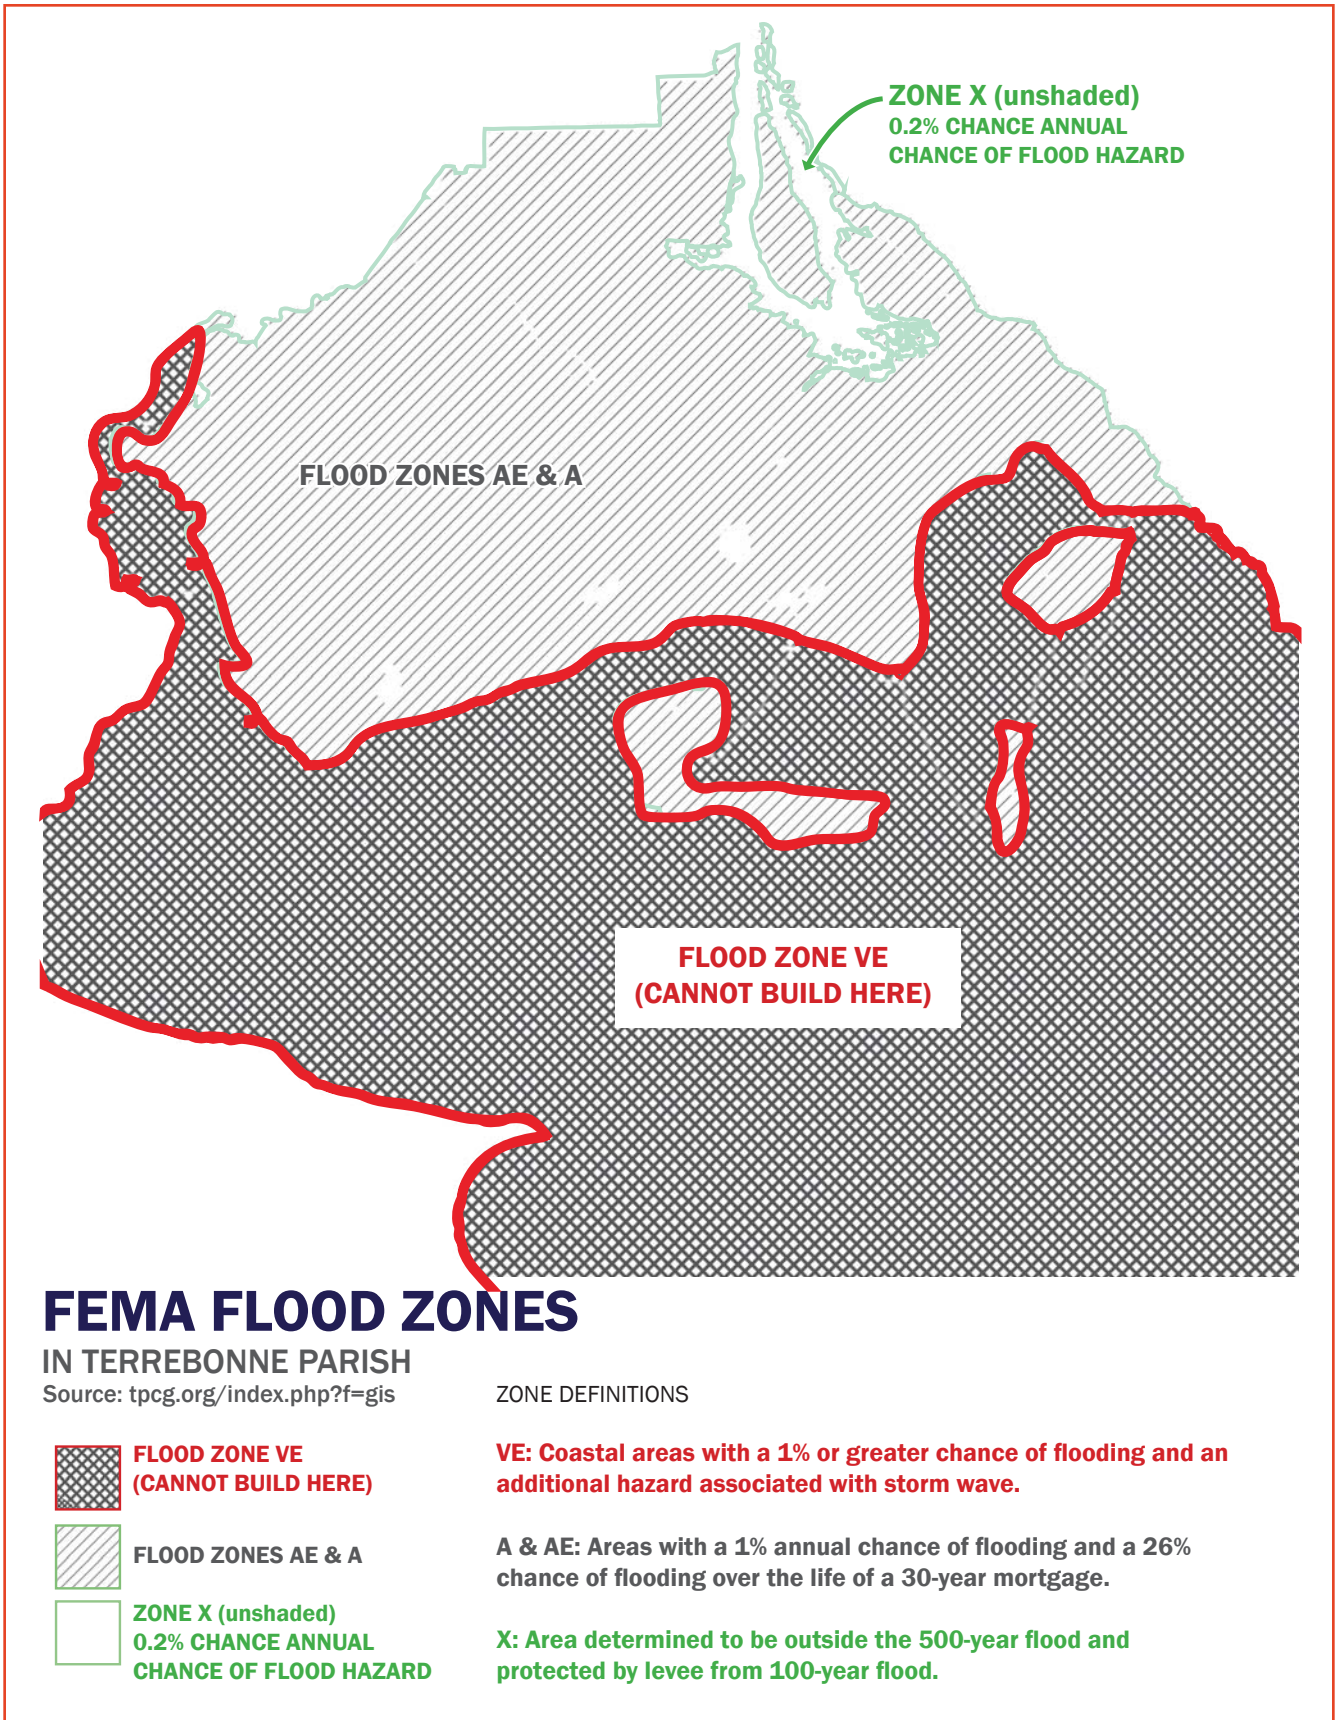 ZONE X (unshaded)
0.2% CHANCE ANNUAL
CHANCE OF FLOOD HAZARD
FLOOD ZONES AE & A
FLOOD ZONE VE
(CANNOT BUILD HERE)
FEMA FLOOD ZONES
IN TERREBONNE PARISH
Source: tpcg.org/index.php?f=gis
FLOOD ZONE VE
(CANNOT BUILD HERE)
FLOOD ZONES AE & A
ZONE X (unshaded)
0.2% CHANCE ANNUAL
CHANCE OF FLOOD HAZARD
ZONE DEFINITIONS
VE: Coastal areas with a 1% or greater chance of flooding and an
additional hazard associated with storm wave.
A & AE: Areas with a 1% annual chance of flooding and a 26%
chance of flooding over the life of a 30-year mortgage.
X: Area determined to be outside the 500-year flood and
protected by levee from 100-year flood.